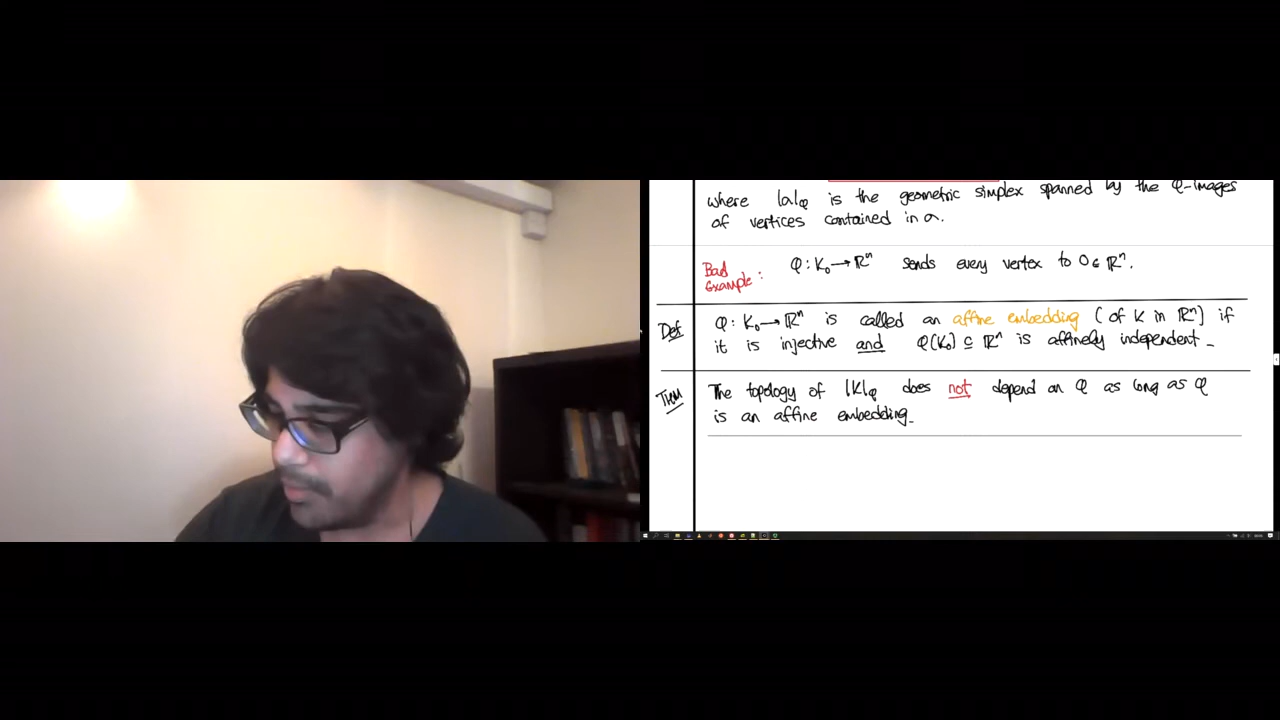 where |α|φ is the geometric simplex spanned by the φ-images
of vertices contained in α.
Bad Example: φ: K₀ → ℝⁿ sends every vertex to 0 ∈ ℝⁿ.
Def φ: K₀ → ℝⁿ is called an affine embedding (of K in ℝⁿ) if
it is injective and φ(K₀) ⊆ ℝⁿ is affinely independent.
Thm The topology of |K|φ does not depend on φ as long as φ
is an affine embedding.